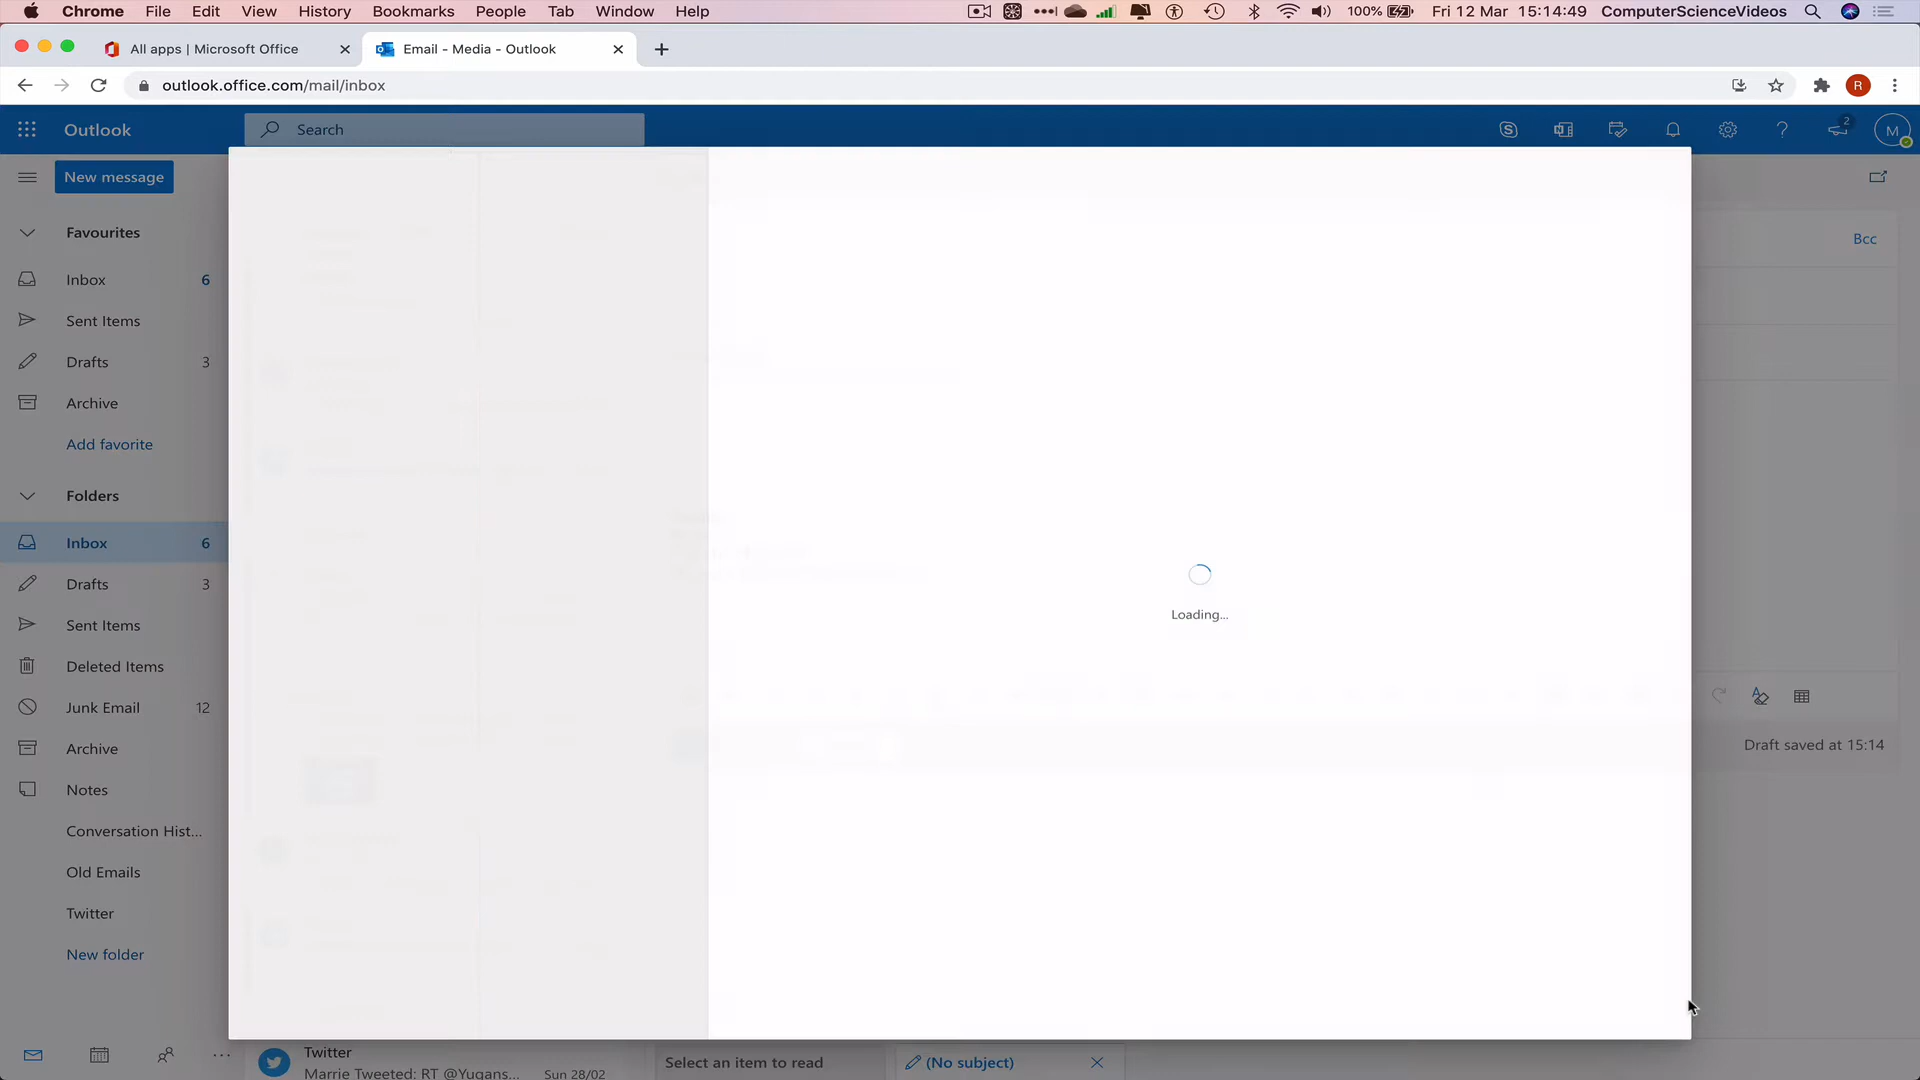 Chrome File Edit View History Bookmarks People Tab Window Help 100% Fri 12 Mar 15:14:49 ComputerScienceVideos
All apps | Microsoft Office
Email - Media - Outlook
outlook.office.com/mail/inbox
R
Outlook
Search
2
M
New message
Favourites
Bcc
Inbox 6
Sent Items
Drafts 3
Archive
Add favorite
Folders
Inbox 6
Drafts 3
Sent Items
Loading...
Deleted Items
Junk Email 12
Archive
Draft saved at 15:14
Notes
Conversation Hist...
Old Emails
Twitter
New folder
Twitter
Marrie Tweeted: RT @Yugans... Sun 28/02
Select an item to read
(No subject)